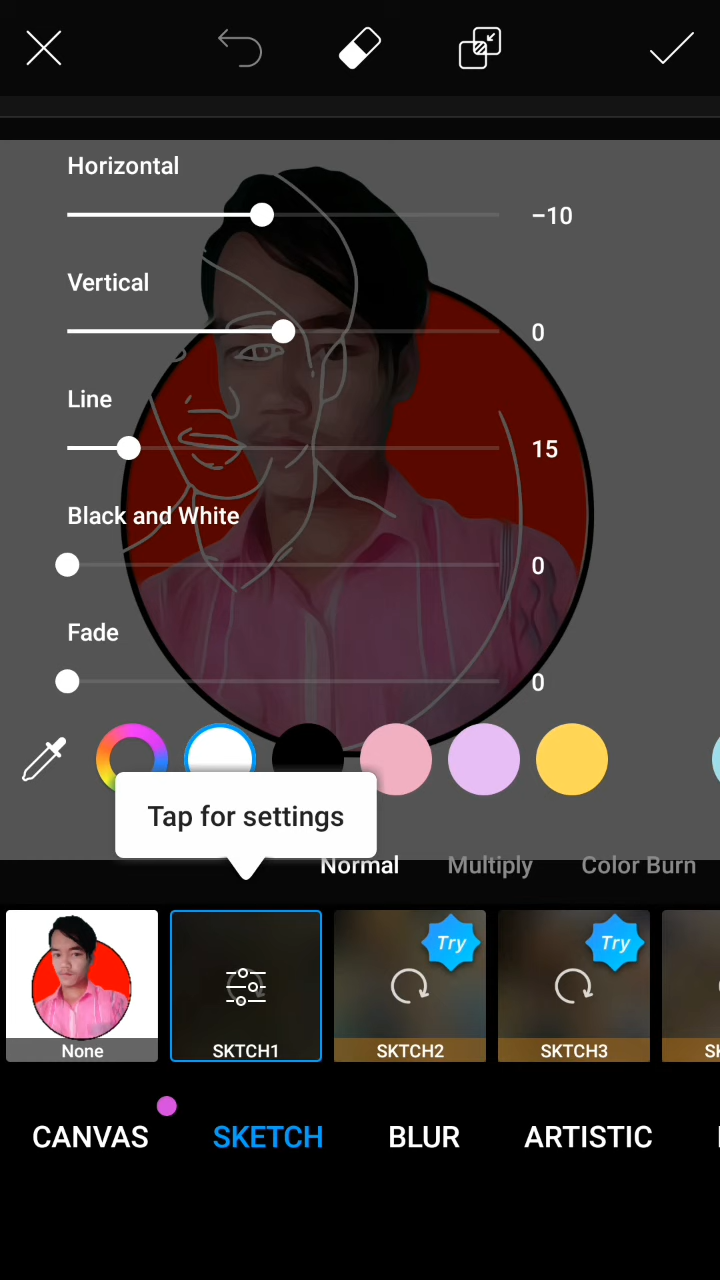 Horizontal
−10
Vertical
0
Line
15
Black and White
0
Fade
0
Tap for settings
Normal Multiply Color Burn
Try Try
None SKTCH1 SKTCH2 SKTCH3
CANVAS SKETCH BLUR ARTISTIC